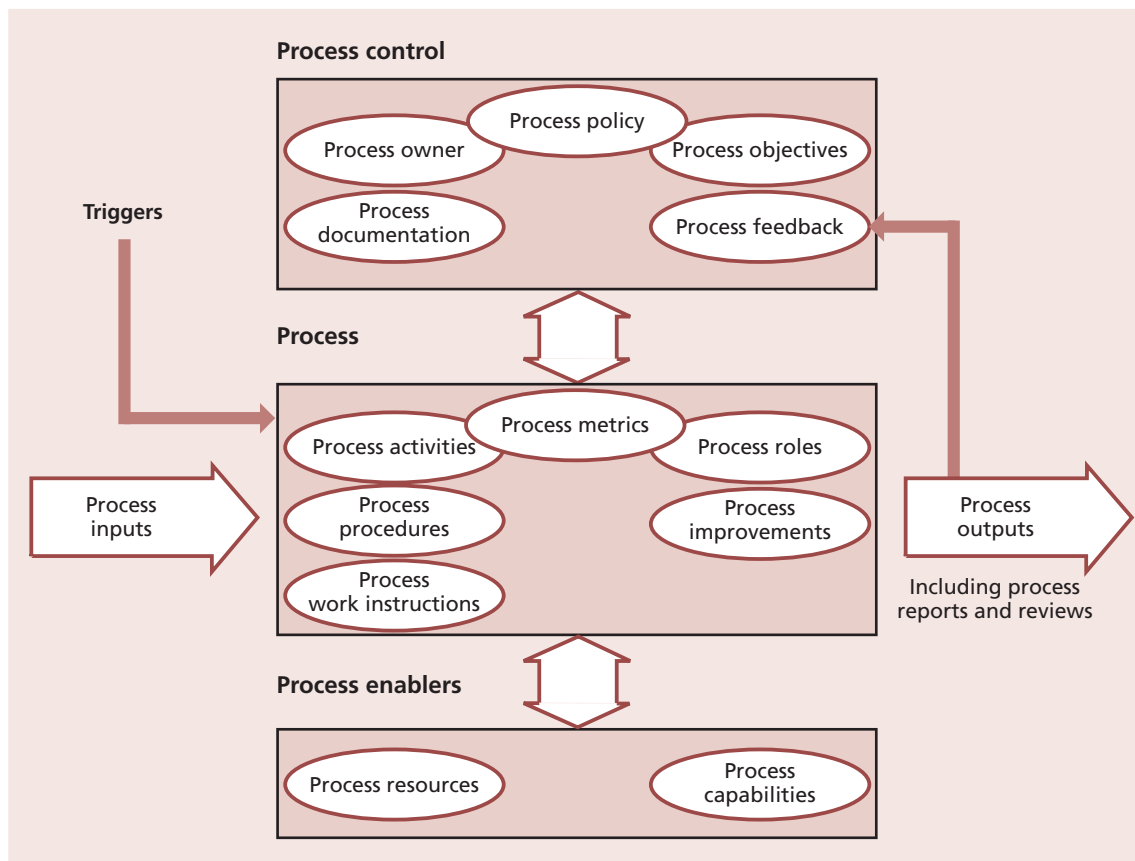 Process control
Process policy
Process owner
Process objectives
Process
documentation
Process feedback
Triggers
Process
Process metrics
Process activities
Process roles
Process
inputs
Process
procedures
Process
improvements
Process
outputs
Process
work instructions
Including process
reports and reviews
Process enablers
Process resources
Process
capabilities